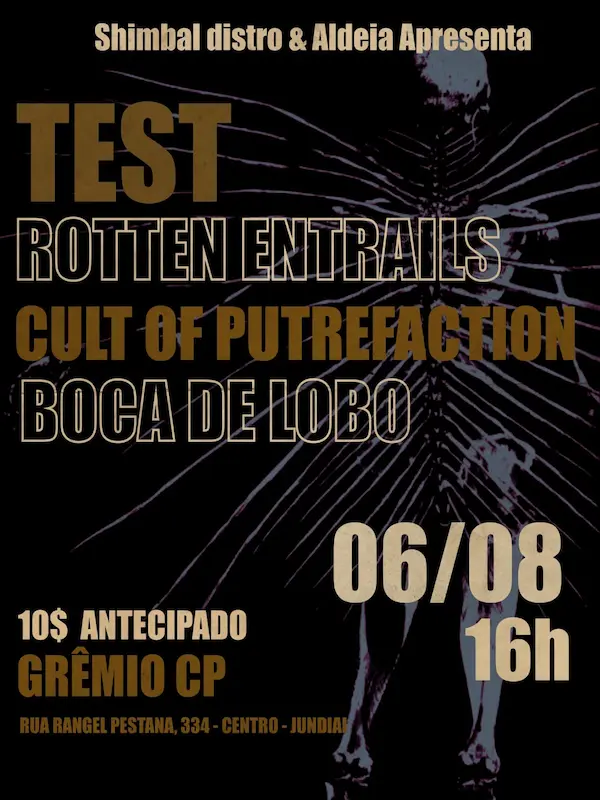 Shimbal distro & Aldeia Apresenta
TEST
ROTTEN ENTRAILS
CULT OF PUTREFACTION
BOCA DE LOBO
06/08
16h
10$ ANTECIPADO
GRÊMIO CP
RUA RANGEL PESTANA, 334 - CENTRO - JUNDIAI